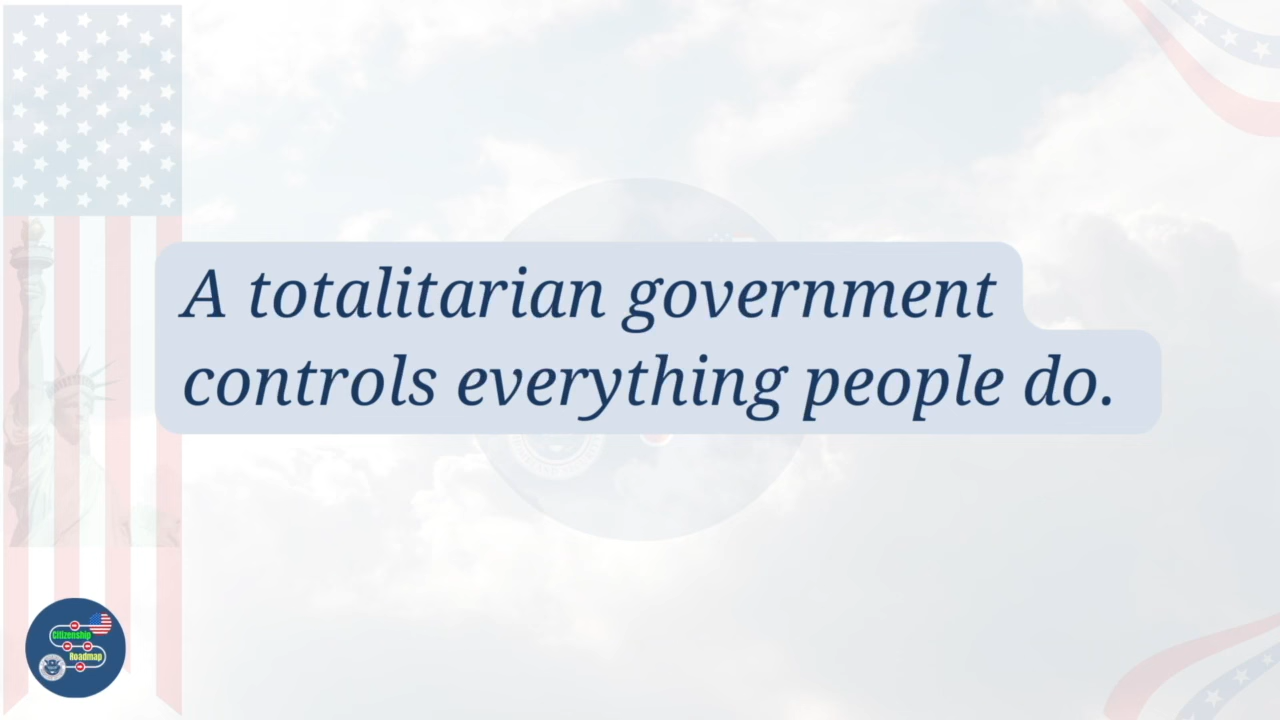 A totalitarian government
controls everything people do.
Citizenship
Roadmap